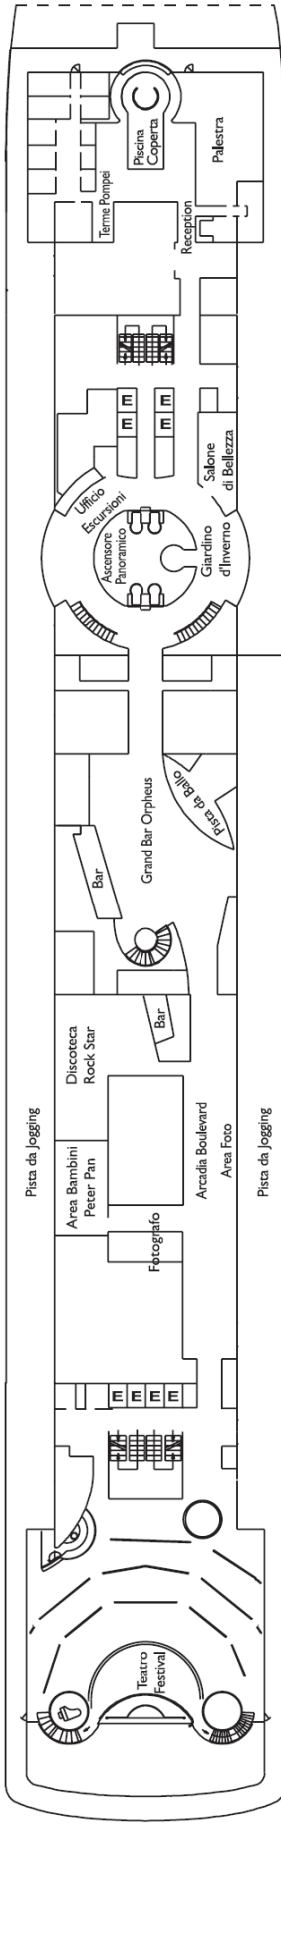 Piscina
Coperta
Palestra
Terme Pompei
Reception
E
E
E
E
Salone
di Bellezza
Ufficio
Escursioni
Ascensore
Panoramico
Giardino
d'Inverno
Pista da Ballo
Grand Bar Orpheus
Bar
Bar
Discoteca
Rock Star
Pista da Jogging
Area Bambini
Peter Pan
Arcadia Boulevard
Area Foto
Pista da Jogging
Fotografo
E E E E
Teatro
Festival